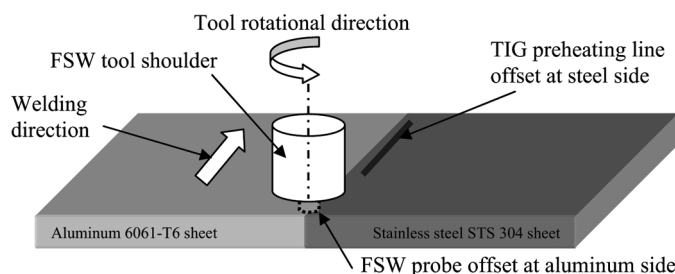 Tool rotational direction
FSW tool shoulder
TIG preheating line
offset at steel side
Welding
direction
Aluminum 6061-T6 sheet
Stainless steel STS 304 sheet
FSW probe offset at aluminum side